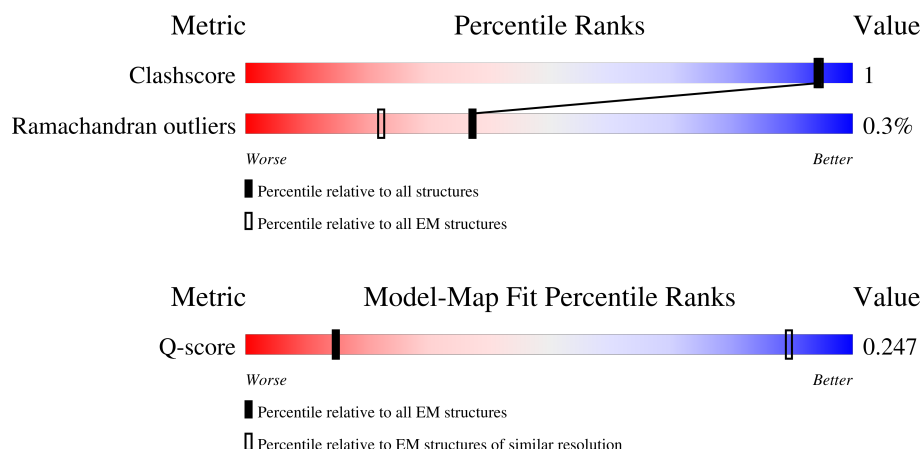 Metric Percentile Ranks Value
Clashscore 1
Ramachandran outliers 0.3%
Worse Better
Percentile relative to all structures
Percentile relative to all EM structures
Metric Model-Map Fit Percentile Ranks Value
Q-score 0.247
Worse Better
Percentile relative to all EM structures
Percentile relative to EM structures of similar resolution